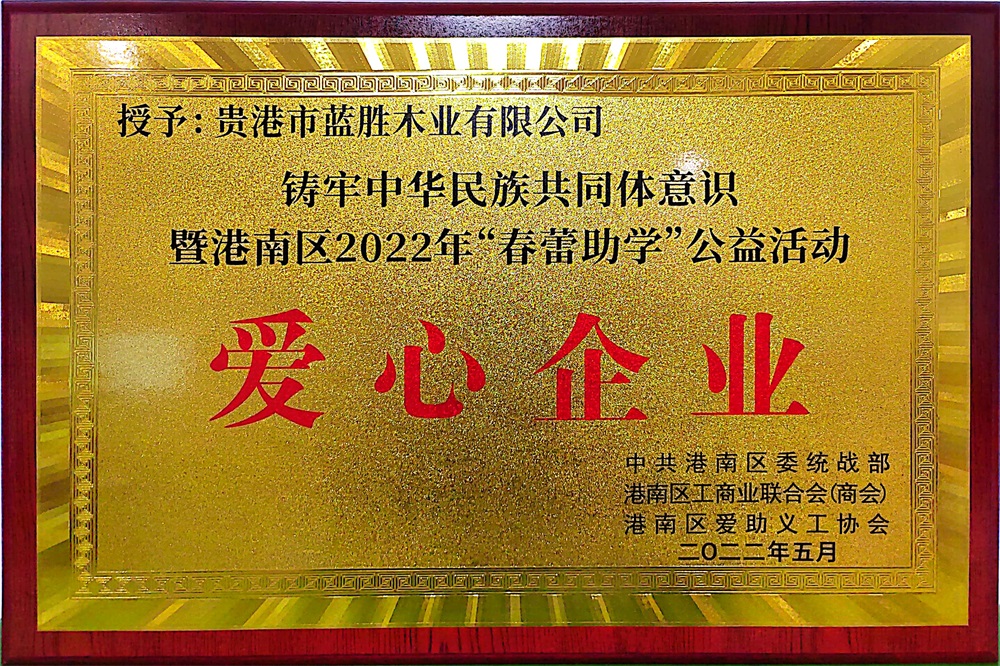 授予：贵港市蓝胜木业有限公司
铸牢中华民族共同体意识
暨港南区2022年“春蕾助学”公益活动
爱心企业
中共港南区委统战部
港南区工商业联合会(商会)
港南区爱助义工协会
二〇二二年五月